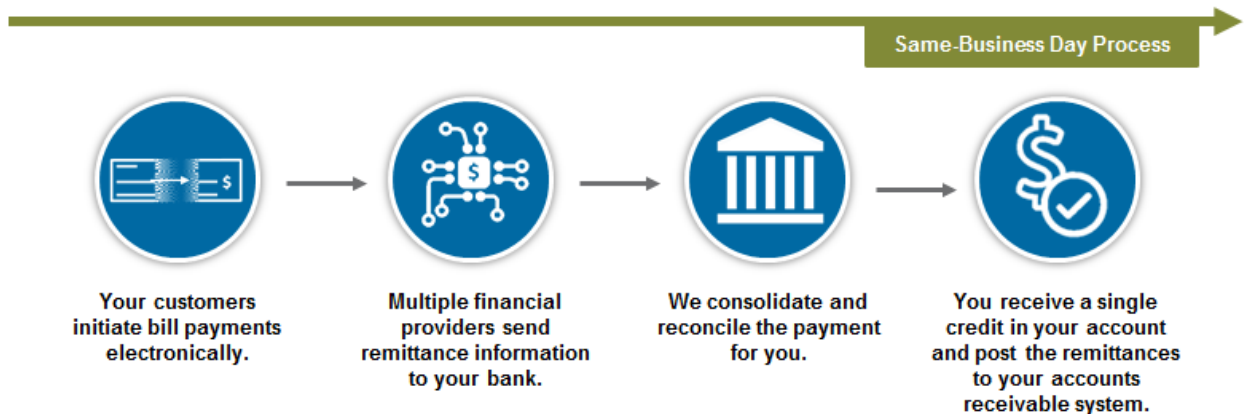 Same-Business Day Process
$
$
Your customers
initiate bill payments
electronically.
Multiple financial
providers send
remittance information
to your bank.
We consolidate and
reconcile the payment
for you.
You receive a single
credit in your account
and post the remittances
to your accounts
receivable system.